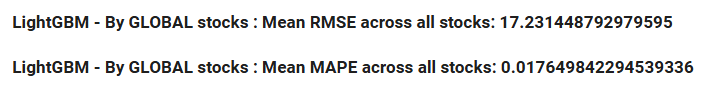 LightGBM - By GLOBAL stocks : Mean RMSE across all stocks: 17.231448792979595
LightGBM - By GLOBAL stocks : Mean MAPE across all stocks: 0.017649842294539336